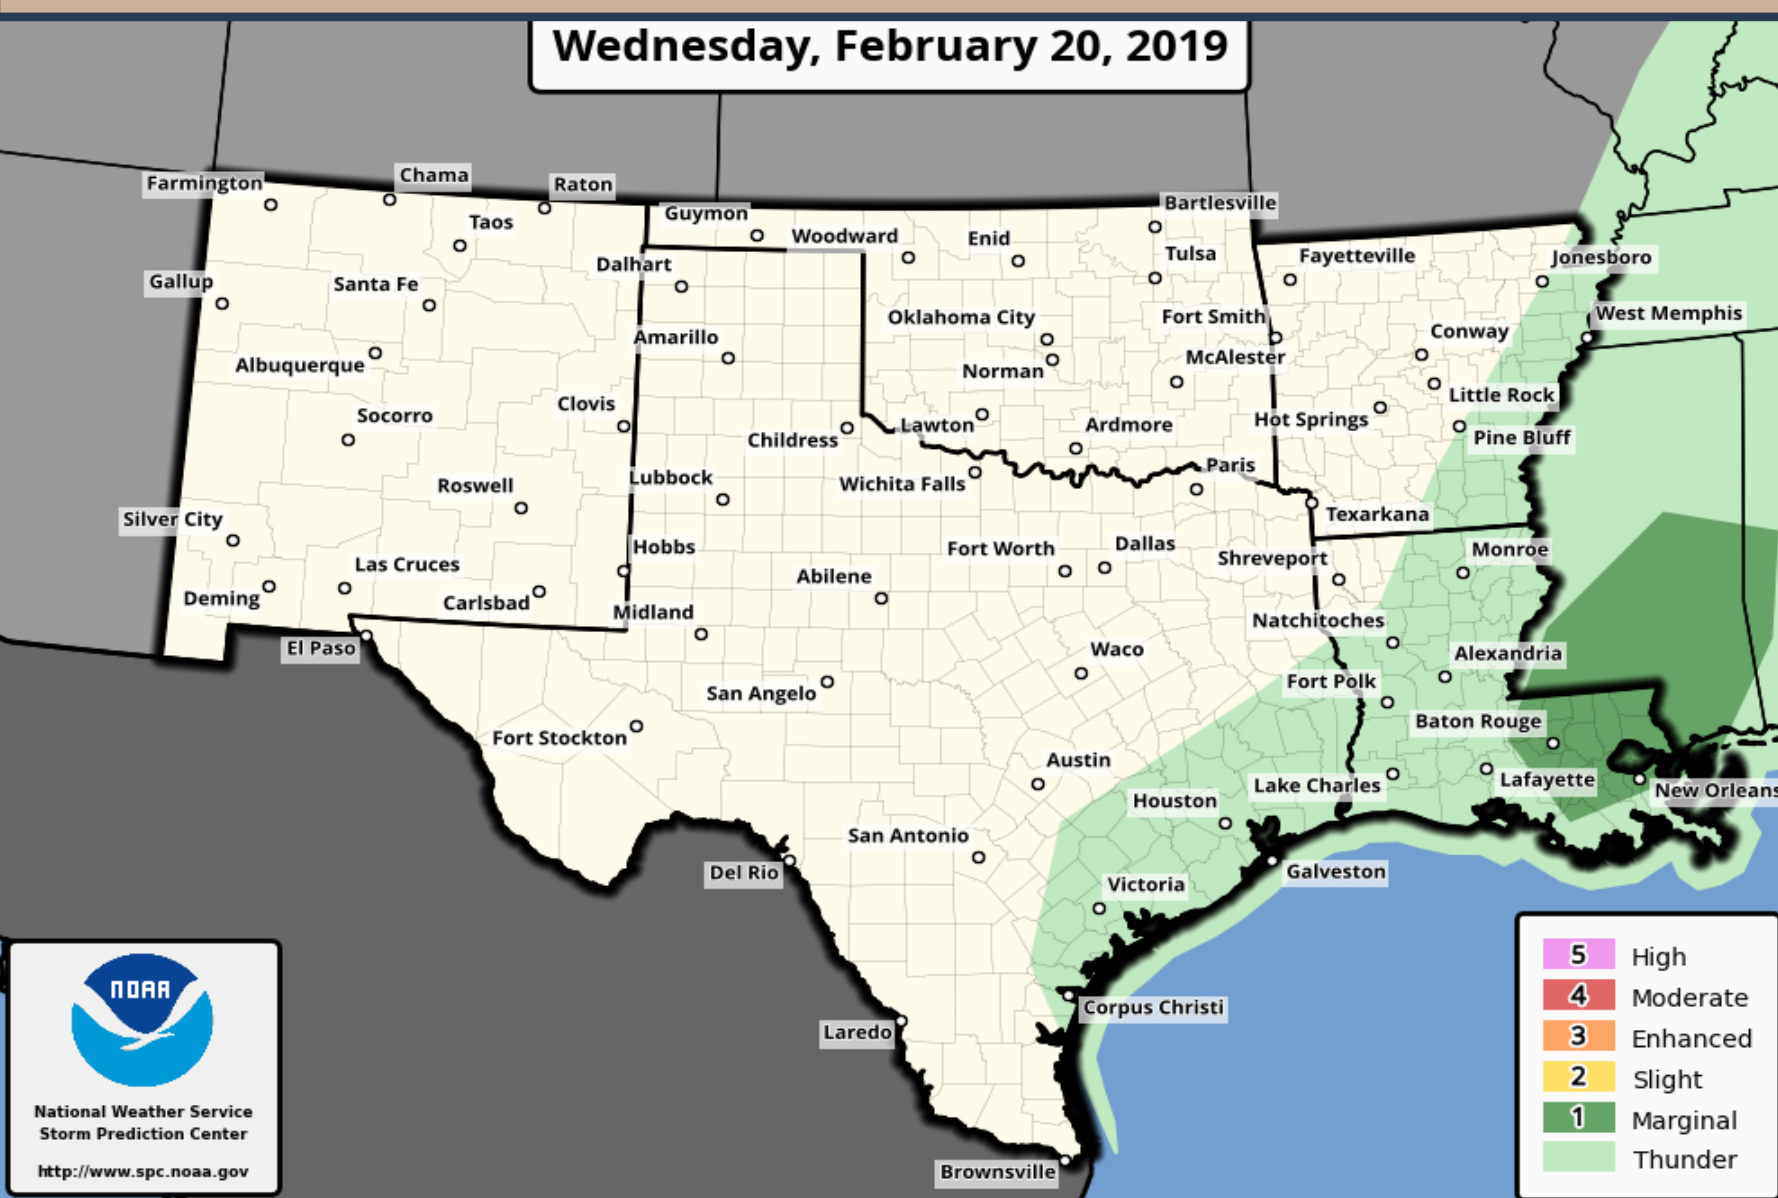 Wednesday, February 20, 2019
Farmington
Chama
Raton
Guymon
Bartlesville
Taos
Woodward
Enid
Tulsa
Fayetteville
Jonesboro
Gallup
Santa Fe
Dalhart
Oklahoma City
Fort Smith
West Memphis
Albuquerque
Amarillo
Norman
McAlester
Conway
Socorro
Clovis
Childress
Lawton
Ardmore
Hot Springs
Little Rock
Pine Bluff
Roswell
Lubbock
Wichita Falls
Paris
Silver City
Texarkana
Las Cruces
Hobbs
Fort Worth
Dallas
Shreveport
Monroe
Deming
Carlsbad
Midland
Abilene
Natchitoches
El Paso
Waco
Alexandria
San Angelo
Fort Polk
Fort Stockton
Baton Rouge
Austin
Lake Charles
Lafayette
New Orleans
Houston
San Antonio
Del Rio
Galveston
Victoria
Corpus Christi
Laredo
Brownsville
NOAA
National Weather Service
Storm Prediction Center
http://www.spc.noaa.gov
5 High
4 Moderate
3 Enhanced
2 Slight
1 Marginal
Thunder